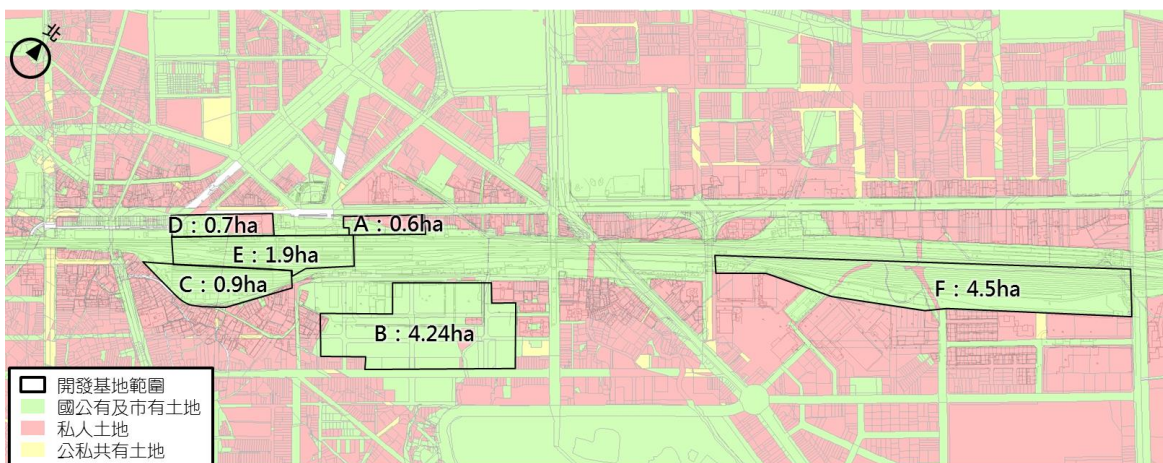 北
D：0.7ha
A：0.6ha
E：1.9ha
C：0.9ha
F：4.5ha
B：4.24ha
開發基地範圍
國公有及市有土地
私人土地
公私共有土地